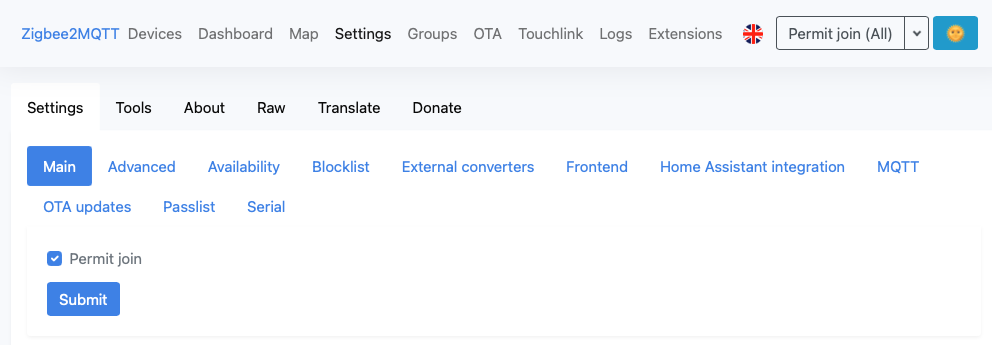 Zigbee2MQTT Devices Dashboard Map Settings Groups OTA Touchlink Logs Extensions Permit join (All)
Settings Tools About Raw Translate Donate
Main Advanced Availability Blocklist External converters Frontend Home Assistant integration MQTT
OTA updates Passlist Serial
Permit join
Submit